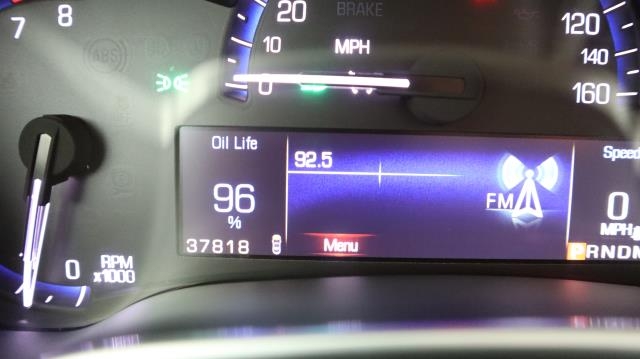 7 8
20
BRAKE
120
ABS
10
MPH
140
0
160
Oil Life
92.5
Speed
96
%
FM
0
MPH
37818
Menu
PRNDM
0
RPM
x1000